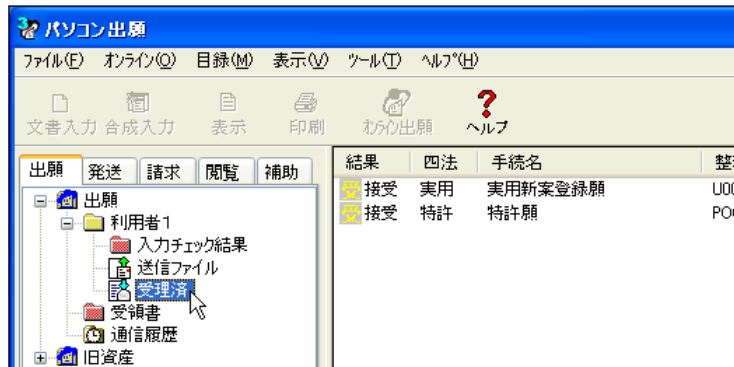 パソコン出願
ファイル(F) オンライン(O) 目録(M) 表示(V) ツール(T) ヘルプ(H)
文書入力 合成入力 表示 印刷 オンライン出願 ヘルプ
出願 発送 請求 閲覧 補助
結果 四法 手続名 整
受 接受 実用 実用新案登録願 U00
受 接受 特許 特許願 P00
出願
利用者1
入力チェック結果
送信ファイル
受理済
受領書
通信履歴
旧資産